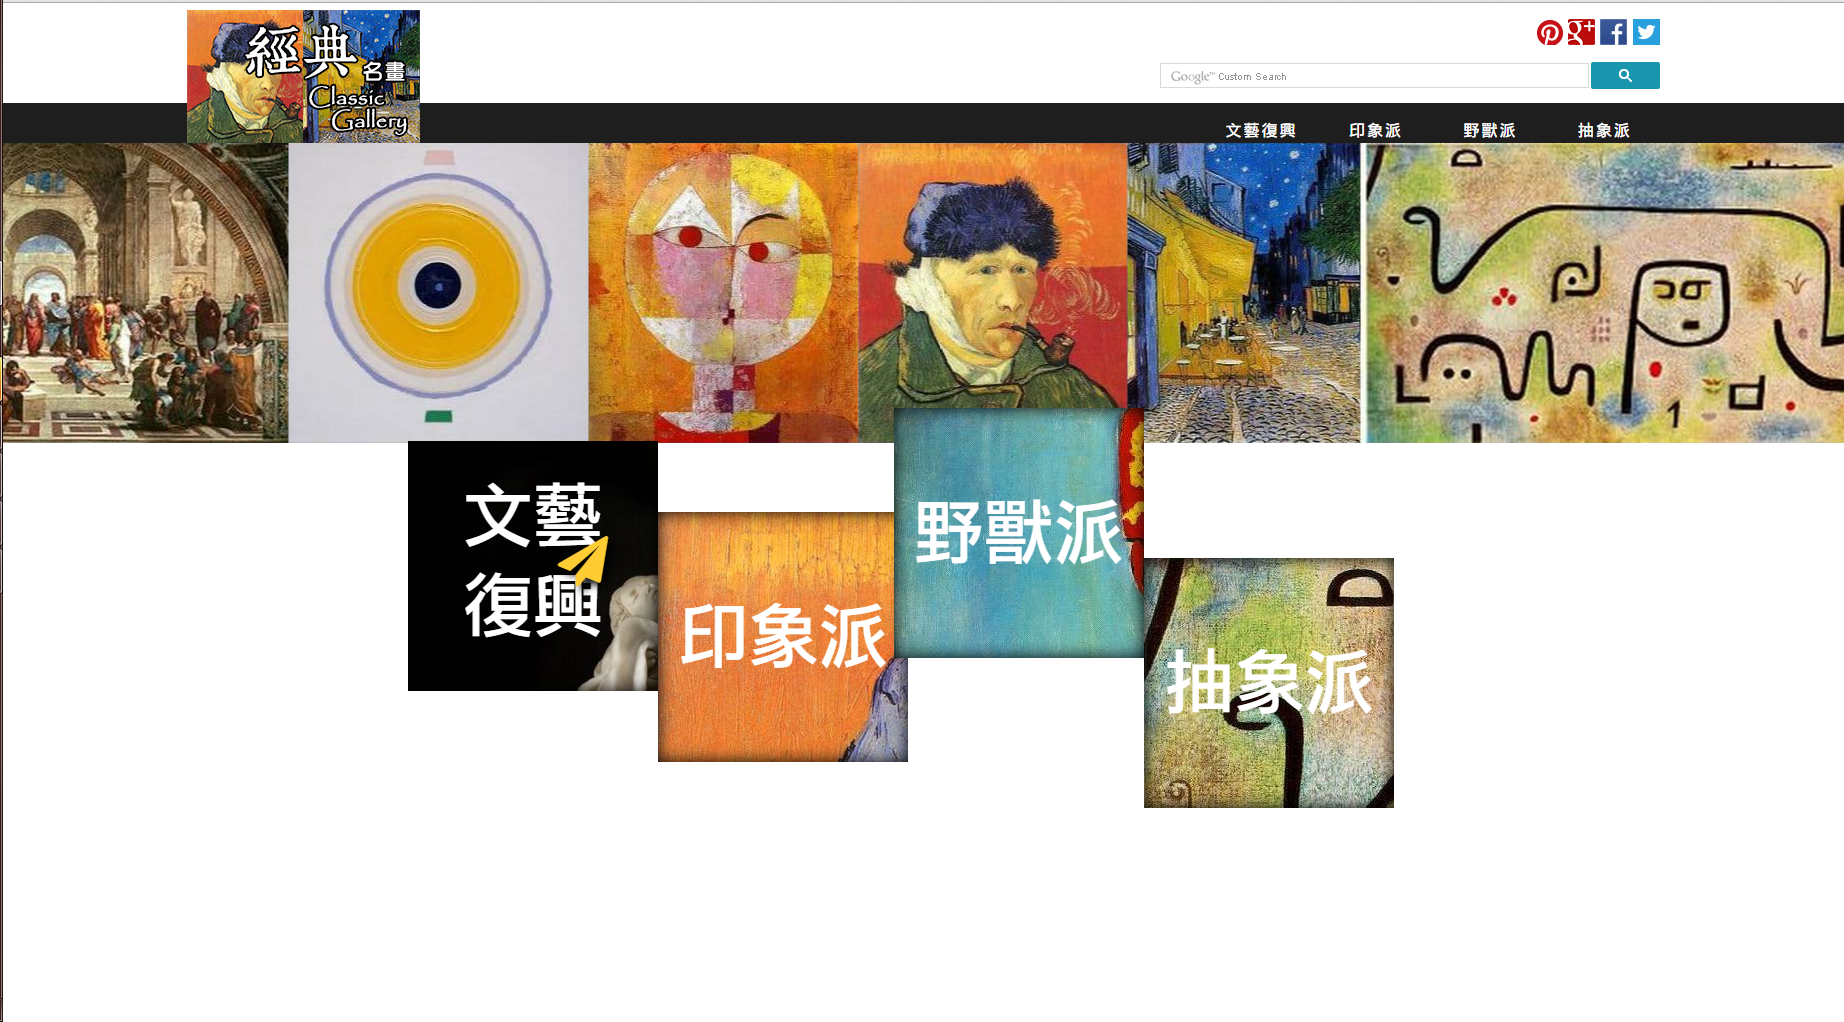 經典
名畫
Classic
Gallery
Google™ Custom Search
文藝復興 印象派 野獸派 抽象派
文藝
復興
印象派
野獸派
抽象派